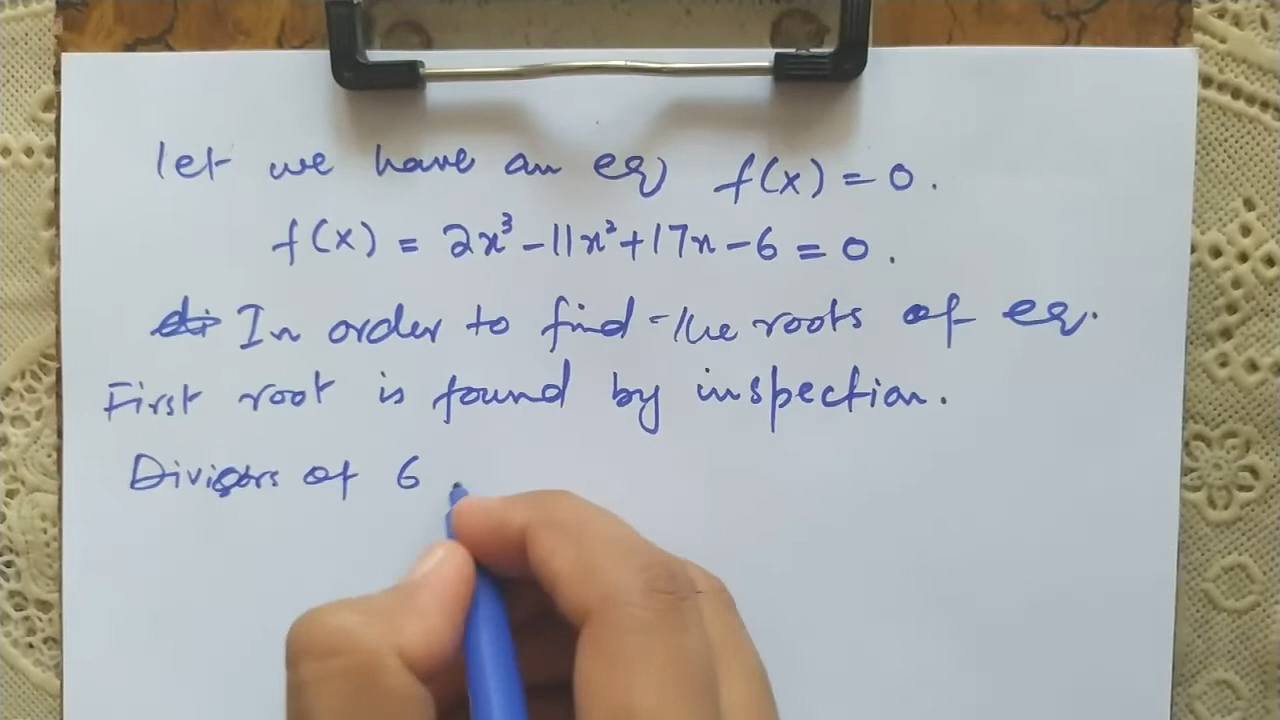 let we have an eq f(x) = 0.
f(x) = 2x³ - 11x² + 17x - 6 = 0.
In order to find the roots of eq.
First root is found by inspection.
Divisors of 6